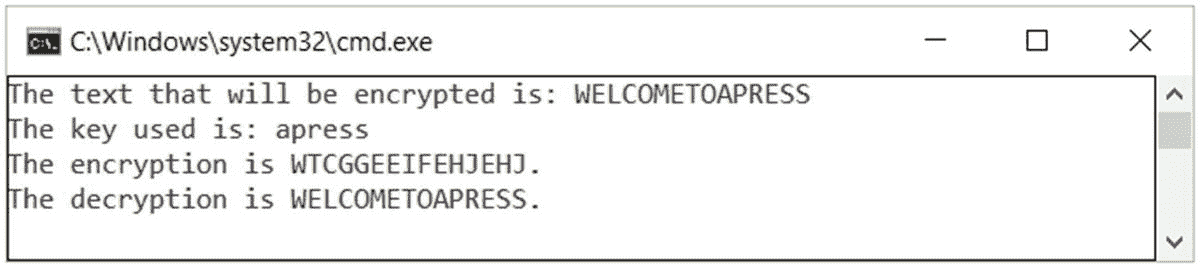 C:\Windows\system32\cmd.exe
The text that will be encrypted is: WELCOMETOAPRESS
The key used is: apress
The encryption is WTCGGEEIFEHJEHJ.
The decryption is WELCOMETOAPRESS.